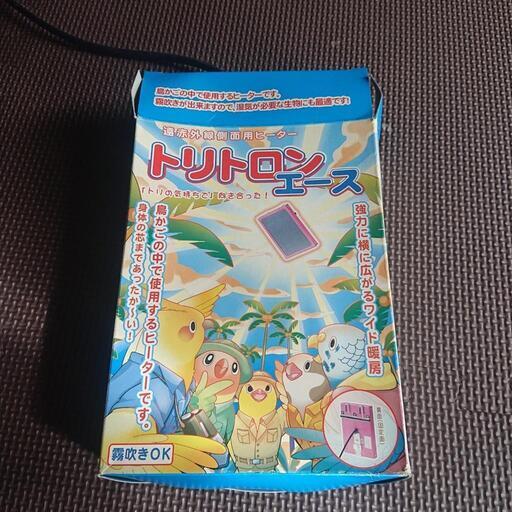 鳥かごの中で使用するヒーターです。
霧吹きが出来ますので、湿気が必要な生物にも最適です!
遠赤外線側面用ヒーター
トリトロン
エース
「トリの気持ちで」向き合った!
強力に横に広がるワイド暖房
鳥かごの中で使用するヒーターです。
身体の芯まであったか〜い!
霧吹きOK